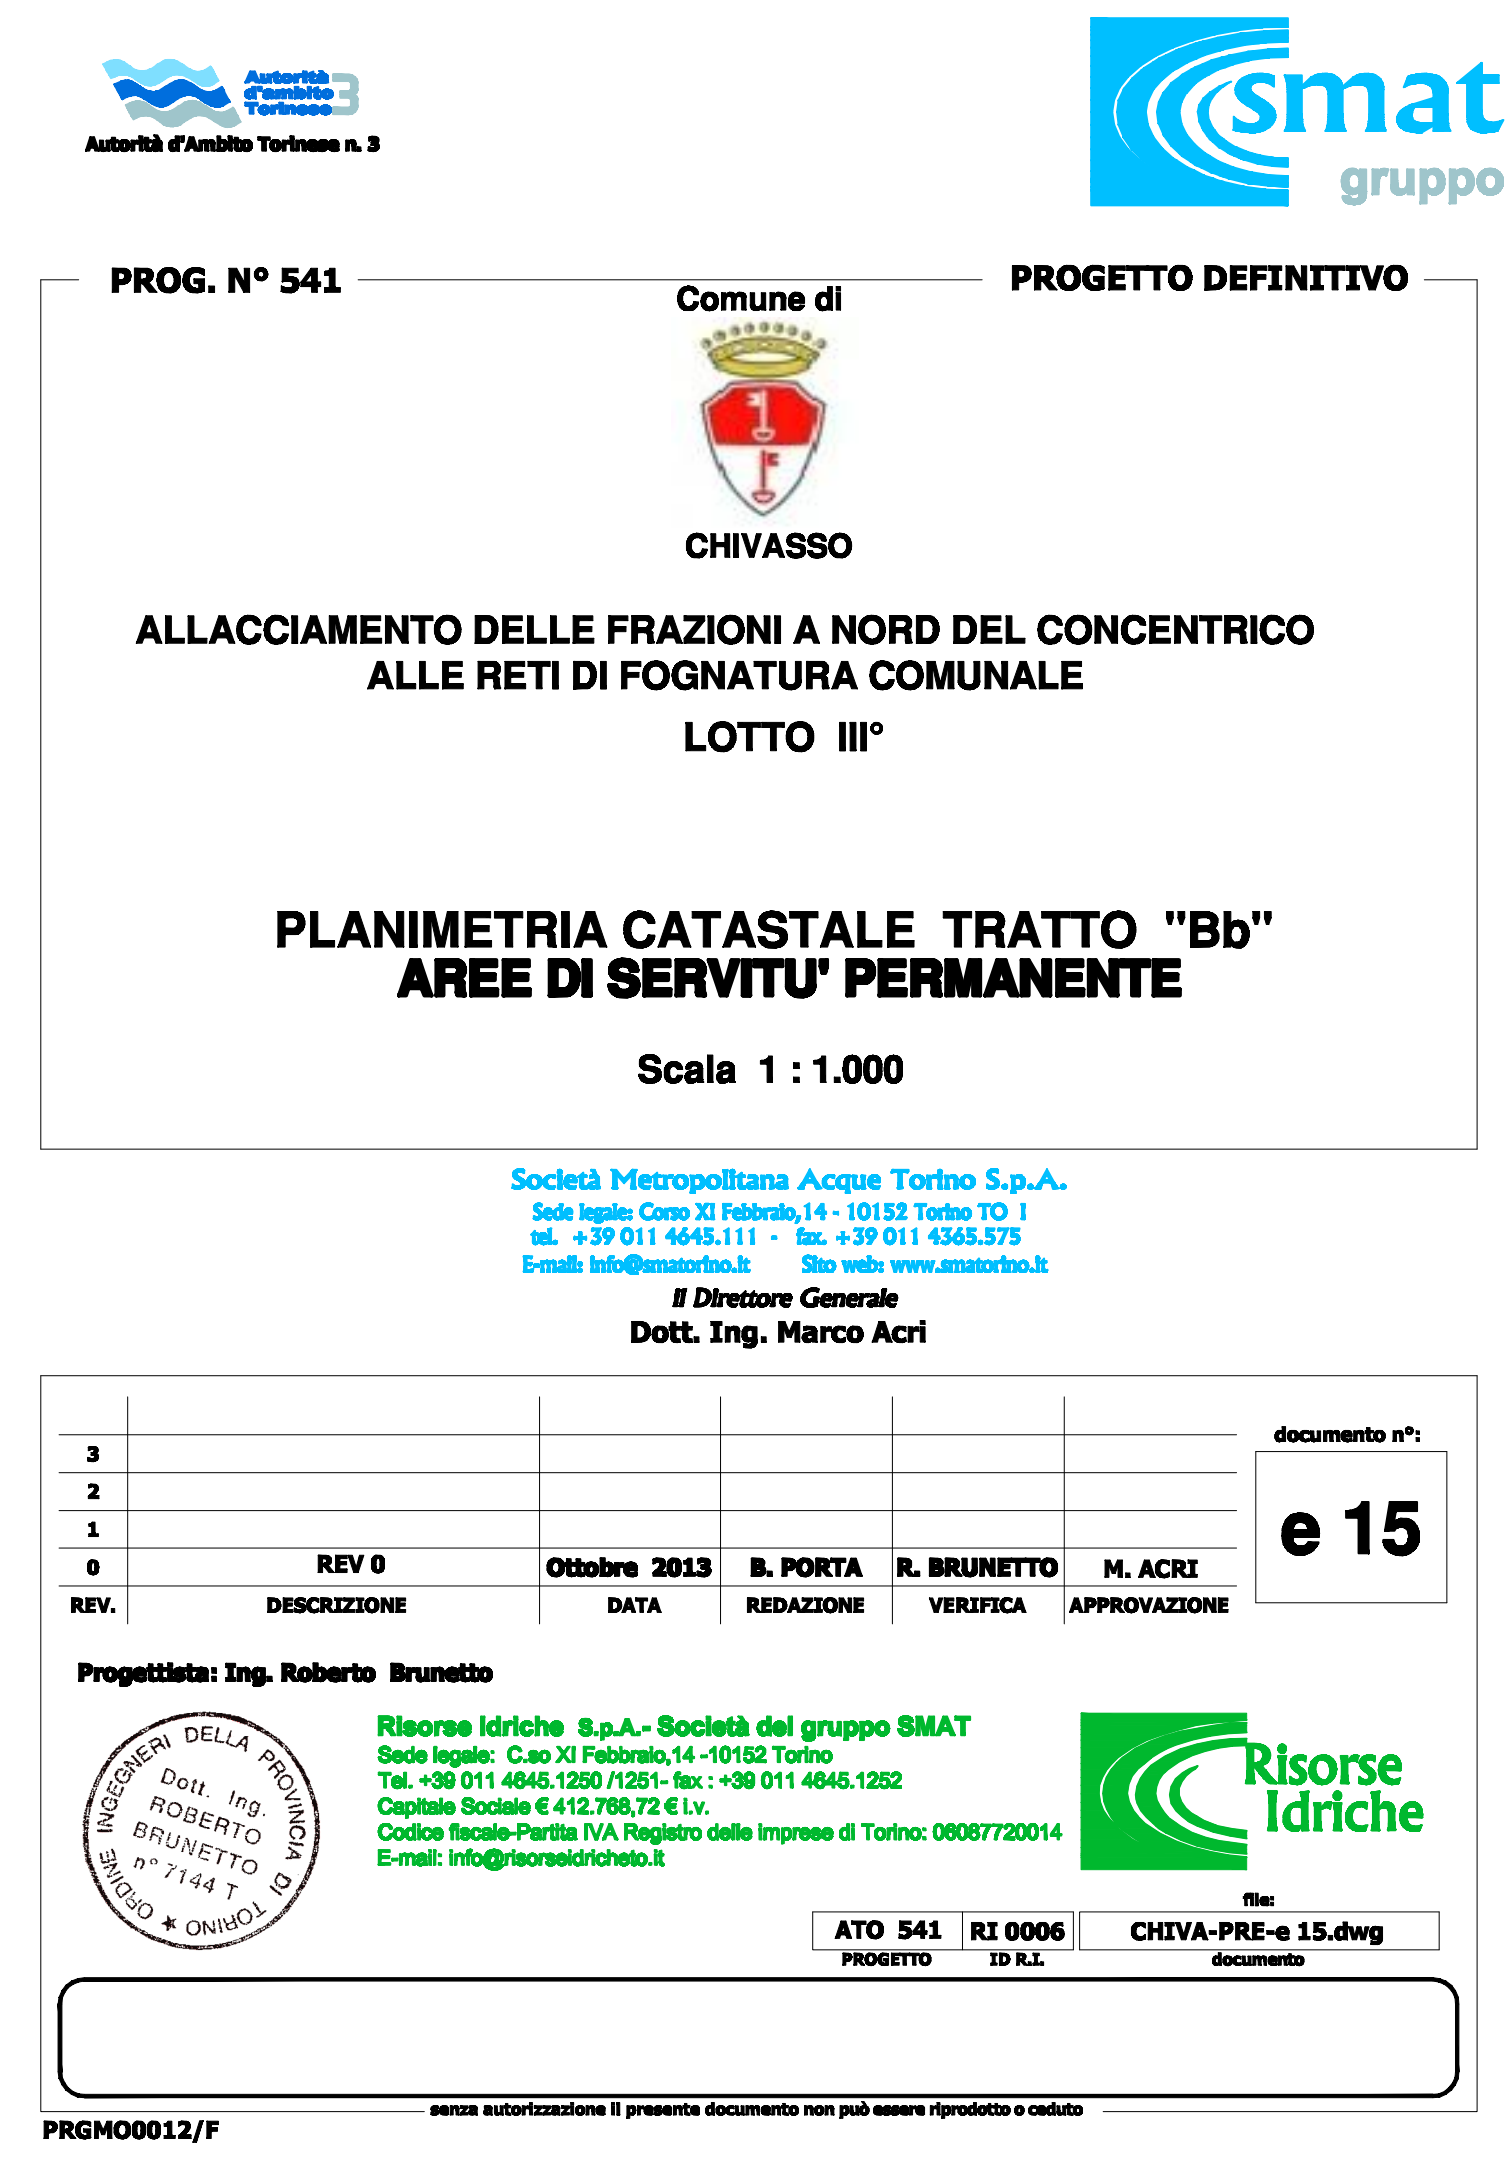 Autorità
d'ambito
Torinese 3
Autorità d'Ambito Torinese n. 3
smat
gruppo
PROG. N° 541
PROGETTO DEFINITIVO
Comune di
CHIVASSO
ALLACCIAMENTO DELLE FRAZIONI A NORD DEL CONCENTRICO
ALLE RETI DI FOGNATURA COMUNALE
LOTTO III°
PLANIMETRIA CATASTALE TRATTO "Bb"
AREE DI SERVITU' PERMANENTE
Scala 1 : 1.000
Società Metropolitana Acque Torino S.p.A.
Sede legale: Corso XI Febbraio,14 - 10152 Torino TO I
tel. +39 011 4645.111 - fax. +39 011 4365.575
E-mail: info@smatorino.it Sito web: www.smatorino.it
Il Direttore Generale
Dott. Ing. Marco Acri
3
2
1
0 REV 0 Ottobre 2013 B. PORTA R. BRUNETTO M. ACRI
REV. DESCRIZIONE DATA REDAZIONE VERIFICA APPROVAZIONE
documento n°:
e 15
Progettista: Ing. Roberto Brunetto
ORDINE INGEGNERI DELLA PROVINCIA DI TORINO
Dott. Ing.
ROBERTO
BRUNETTO
n° 7144 T
Risorse Idriche S.p.A.- Società del gruppo SMAT
Sede legale: C.so XI Febbraio,14 -10152 Torino
Tel. +39 011 4645.1250 /1251- fax : +39 011 4645.1252
Capitale Sociale € 412.768,72 € i.v.
Codice fiscale-Partita IVA Registro delle imprese di Torino: 06087720014
E-mail: info@risorseidricheto.it
Risorse
Idriche
file:
ATO 541 RI 0006 CHIVA-PRE-e 15.dwg
PROGETTO ID R.I. documento
senza autorizzazione il presente documento non può essere riprodotto o ceduto
PRGMO0012/F